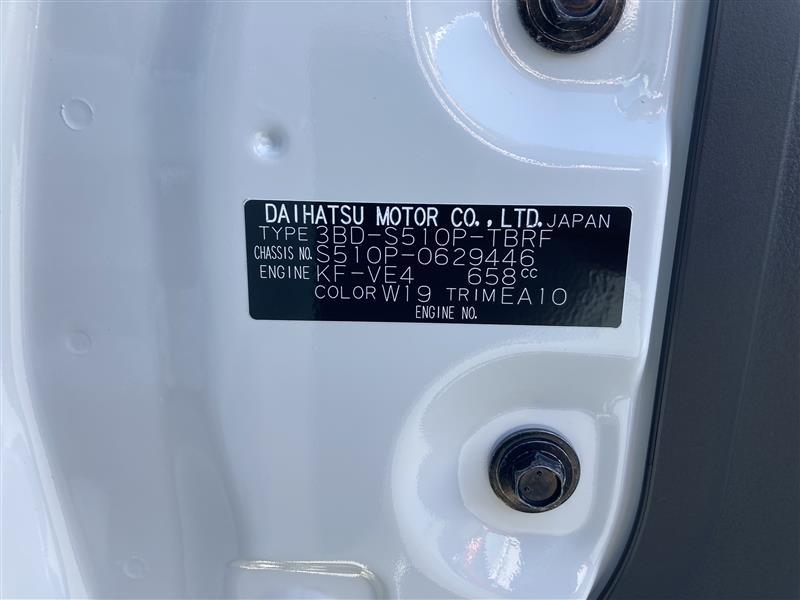 DAIHATSU MOTOR CO.,LTD. JAPAN
TYPE 3BD-S510P-TBRF
CHASSIS NO. S510P-0629446
ENGINE KF-VE4 658cc
COLOR W19 TRIM EA10
ENGINE NO.